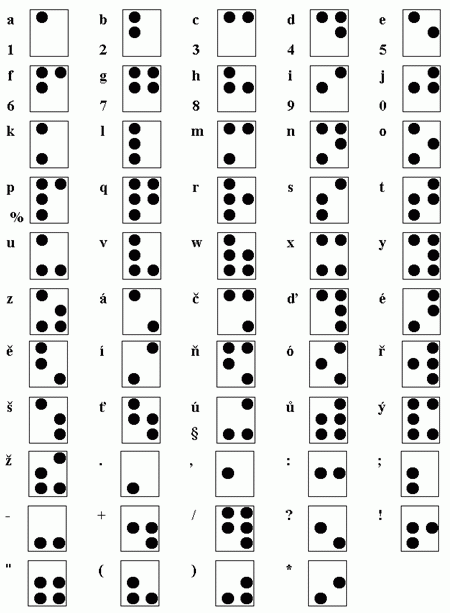 a b c d e
1 2 3 4 5
f g h i j
6 7 8 9 0
k l m n o
p q r s t
%
u v w x y
z á č ď é
ě í ň ó ř
š ť ú ů ý
§
ž . , : ;
- + / ? !
" ( ) *